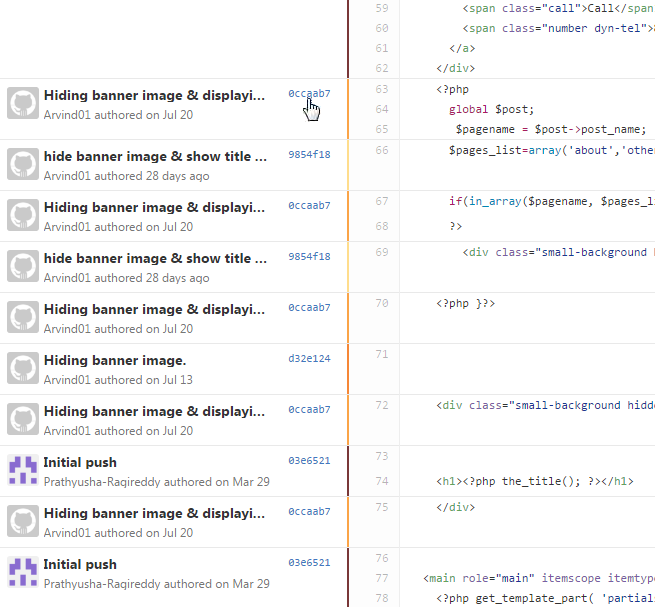 59 <span class="call">Call</span
60 <span class="number dyn-tel">
61 </a>
62 </div>
Hiding banner image & displayi... 0ccaab7 63 <?php
Arvind01 authored on Jul 20 64 global $post;
65 $pagename = $post->post_name;
hide banner image & show title ... 9854f18 66 $pages_list=array('about','othe
Arvind01 authored 28 days ago
Hiding banner image & displayi... 0ccaab7 67 if(in_array($pagename, $pages_l
Arvind01 authored on Jul 20 68 ?>
hide banner image & show title ... 9854f18 69 <div class="small-background
Arvind01 authored 28 days ago
Hiding banner image & displayi... 0ccaab7 70 <?php }?>
Arvind01 authored on Jul 20
Hiding banner image. d32e124 71
Arvind01 authored on Jul 13
Hiding banner image & displayi... 0ccaab7 72 <div class="small-background hidd
Arvind01 authored on Jul 20
Initial push 03e6521 73
Prathyusha-Raqireddy authored on Mar 29 74 <h1><?php the_title(); ?></h1>
Hiding banner image & displayi... 0ccaab7 75 </div>
Arvind01 authored on Jul 20
Initial push 03e6521 76
Prathyusha-Raqireddy authored on Mar 29 77 <main role="main" itemscope itemtype
78 <?php get_template_part( 'partial